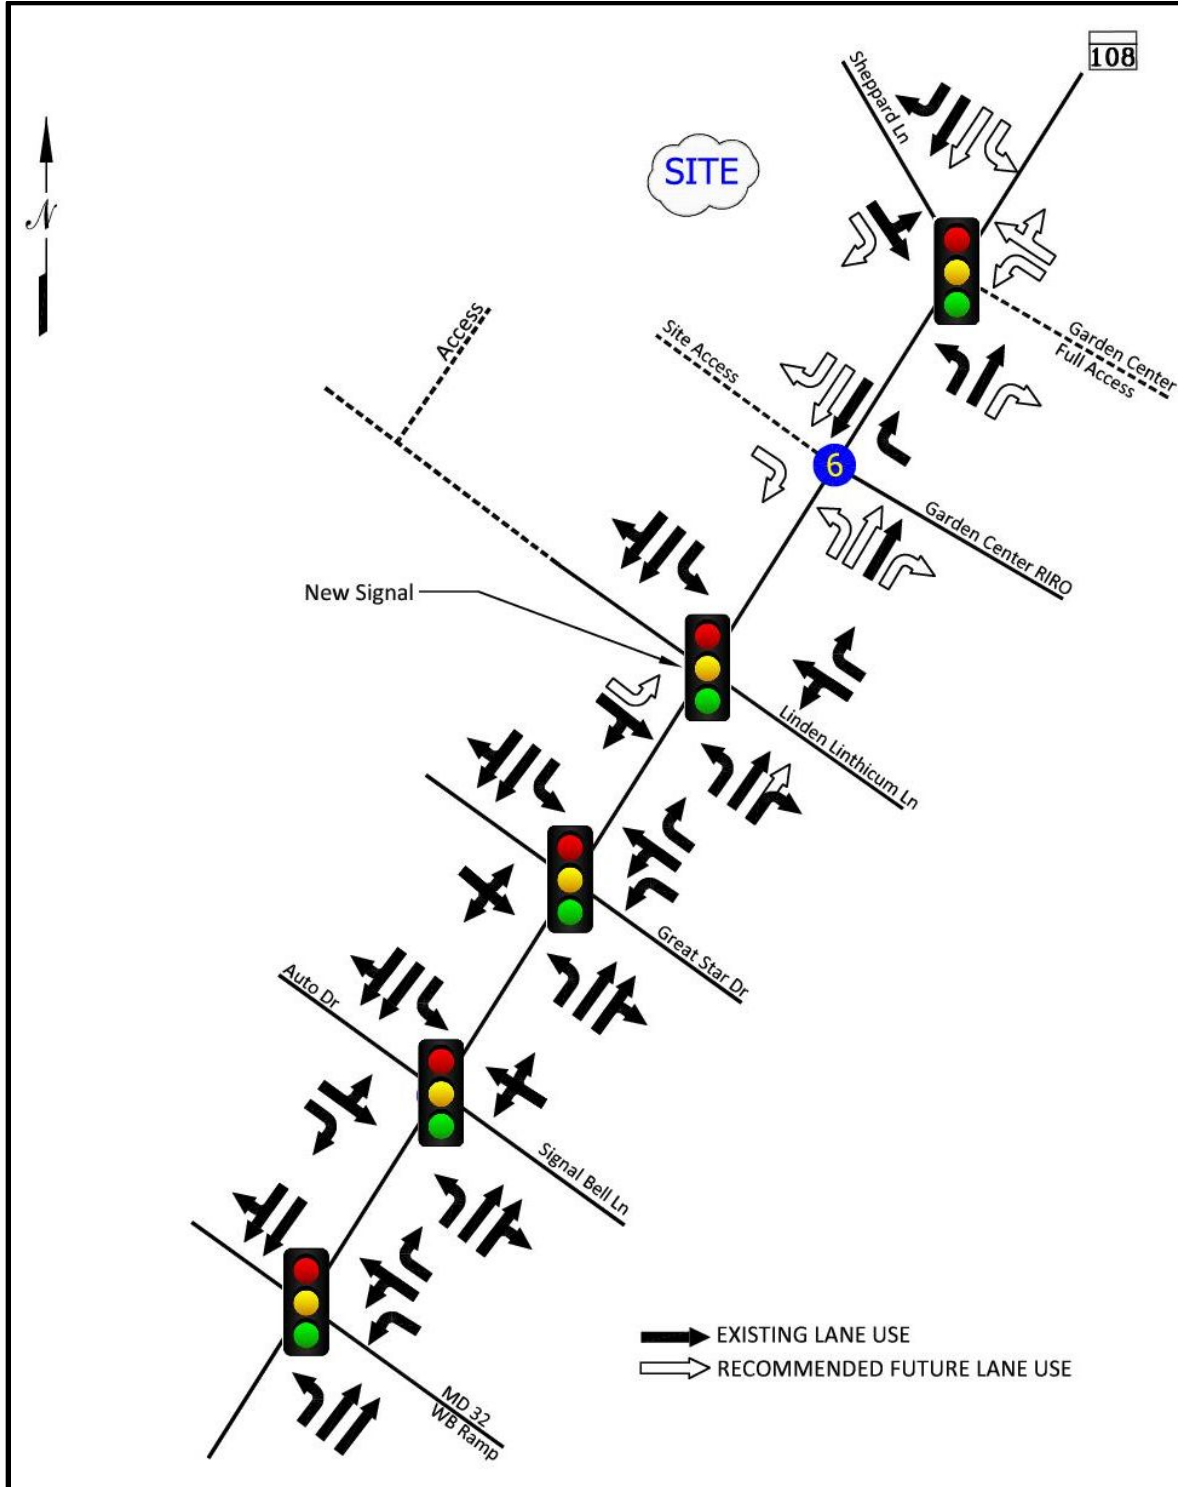 108
Sheppard Ln
SITE
N
Garden Center
Full Access
Access
Site Access
6
Garden Center RIRO
New Signal
Linden Linthicum Ln
Great Star Dr
Auto Dr
Signal Bell Ln
MD 32
WB Ramp
EXISTING LANE USE
RECOMMENDED FUTURE LANE USE